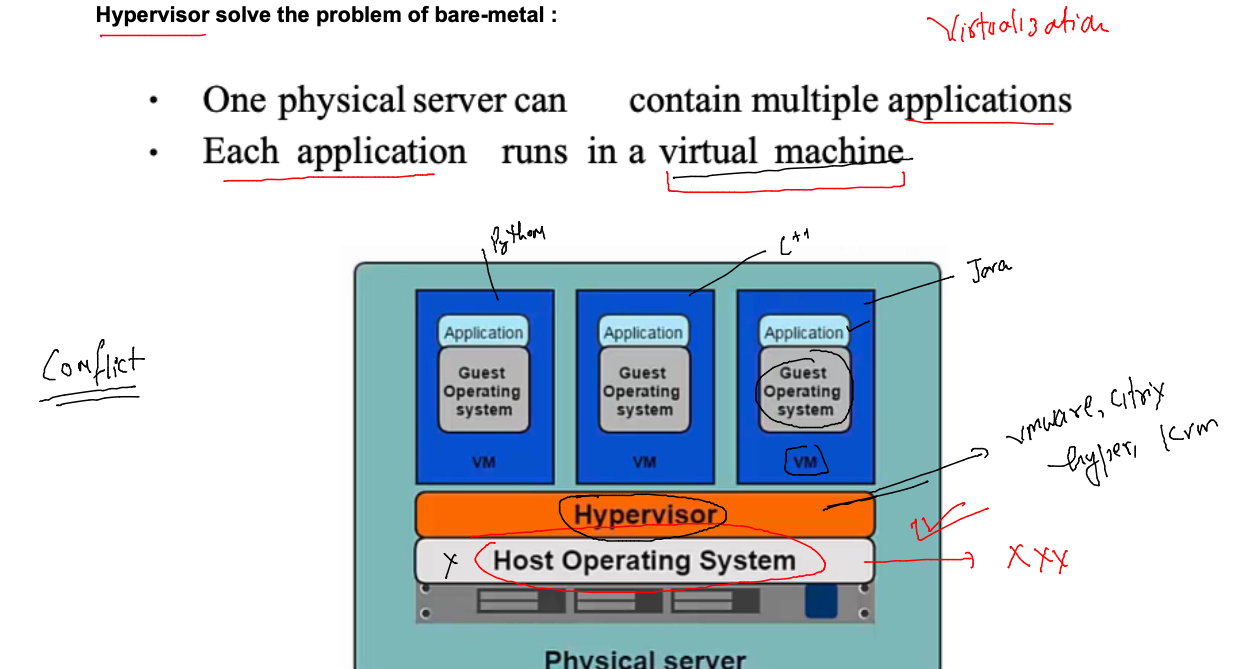 Hypervisor solve the problem of bare-metal :
Virtualization
• One physical server can contain multiple applications
• Each application runs in a virtual machine
Python
C++
Java
Application Application Application
Conflict
Guest Guest Guest
Operating Operating Operating
system system system
VM VM VM
vmware, citrix
hyper, kvm
Hypervisor
Host Operating System
X
XXX
Physical server